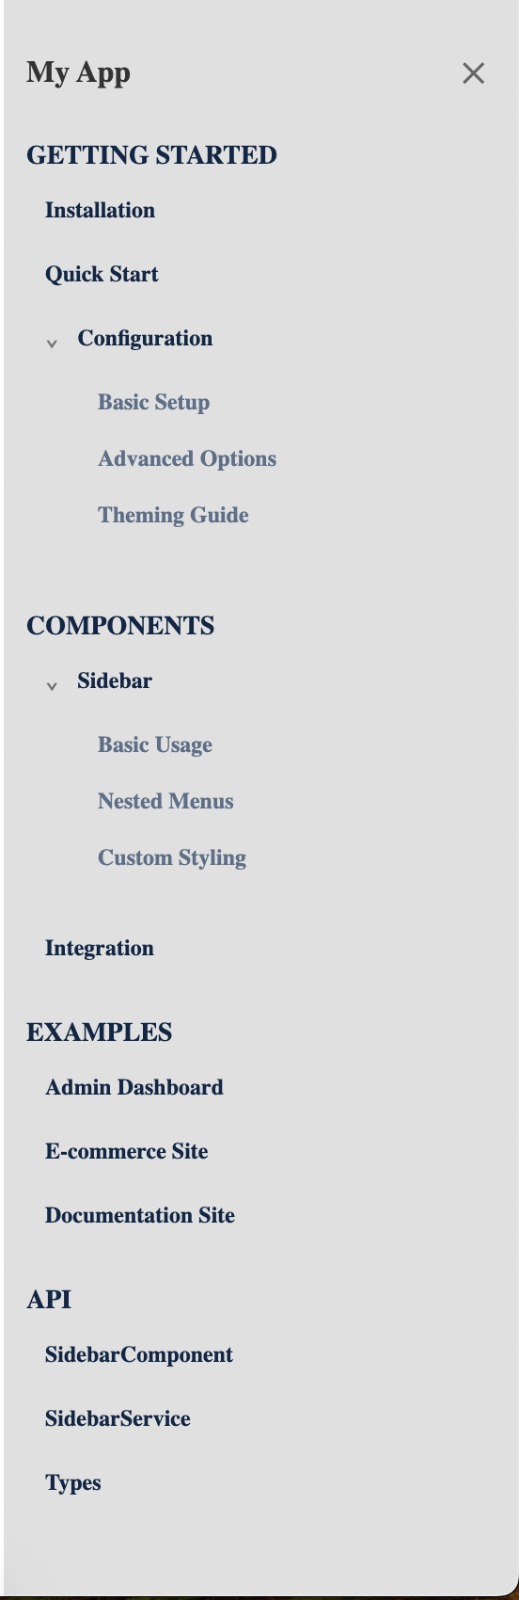 My App
GETTING STARTED
Installation
Quick Start
Configuration
Basic Setup
Advanced Options
Theming Guide
COMPONENTS
Sidebar
Basic Usage
Nested Menus
Custom Styling
Integration
EXAMPLES
Admin Dashboard
E-commerce Site
Documentation Site
API
SidebarComponent
SidebarService
Types